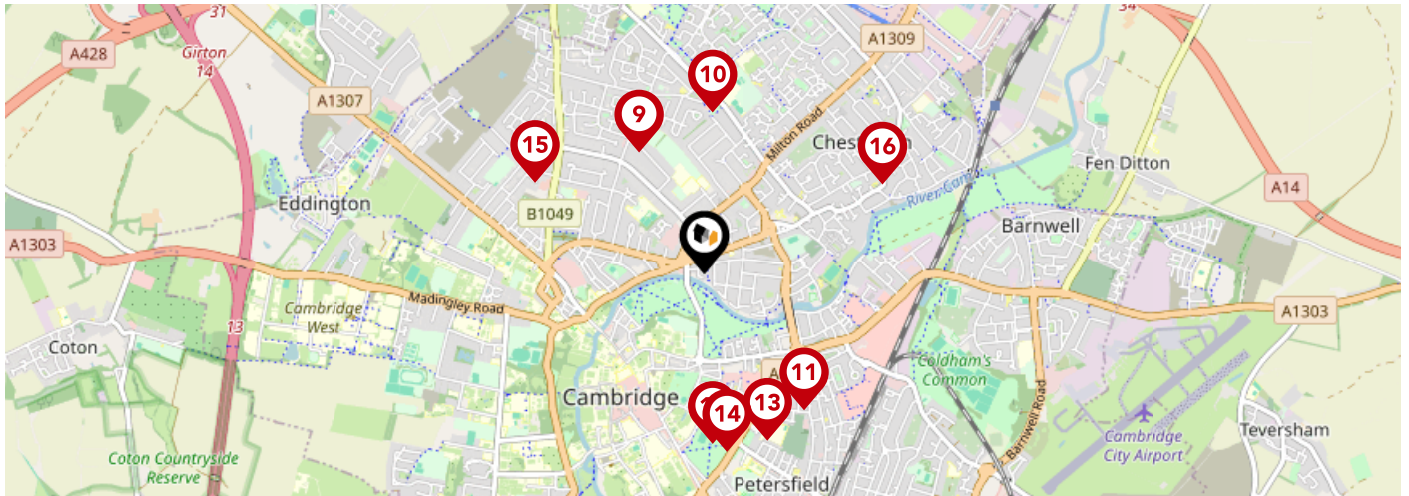 31
34
A428
Girton
14
A1309
10
A1307
9
Milton Road
15
16
Fen Ditton
A14
Eddington
River Cam
B1049
Barnwell
A1303
Madingley Road
Cambridge
West
A1303
13
Coton
Coldham's
Common
11
Cambridge
14
13
Barnwell Road
Cambridge
City Airport
Teversham
Coton Countryside
Reserve
Petersfield